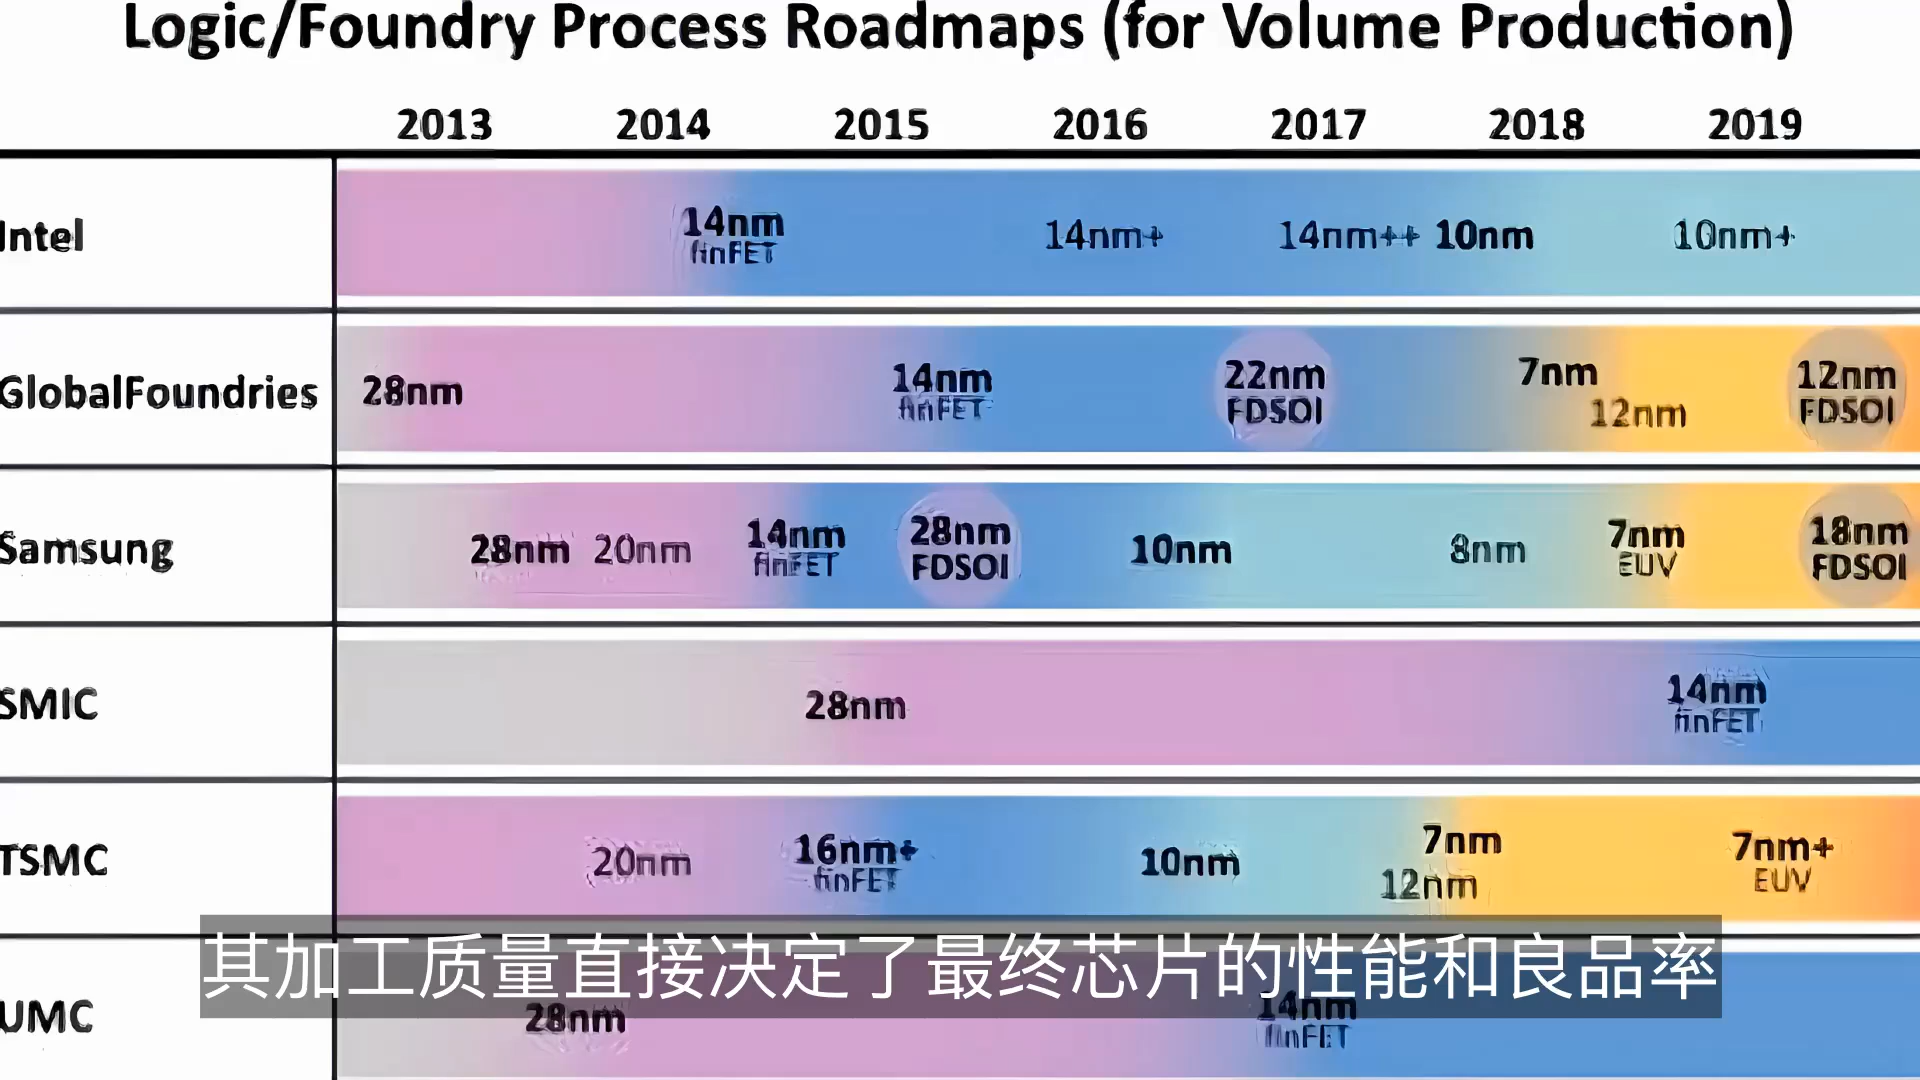 Logic/Foundry Process Roadmaps (for Volume Production)
2013 2014 2015 2016 2017 2018 2019
Intel 14nm finFET 14nm+ 14nm++ 10nm 10nm+
GlobalFoundries 28nm 14nm finFET 22nm FDSOI 7nm 12nm 12nm FDSOI
Samsung 28nm 20nm 14nm finFET 28nm FDSOI 10nm 8nm 7nm EUV 18nm FDSOI
SMIC 28nm 14nm finFET
TSMC 20nm 16nm+ finFET 10nm 7nm 12nm 7nm+ EUV
其加工质量直接决定了最终芯片的性能和良品率
UMC 28nm 14nm finFET